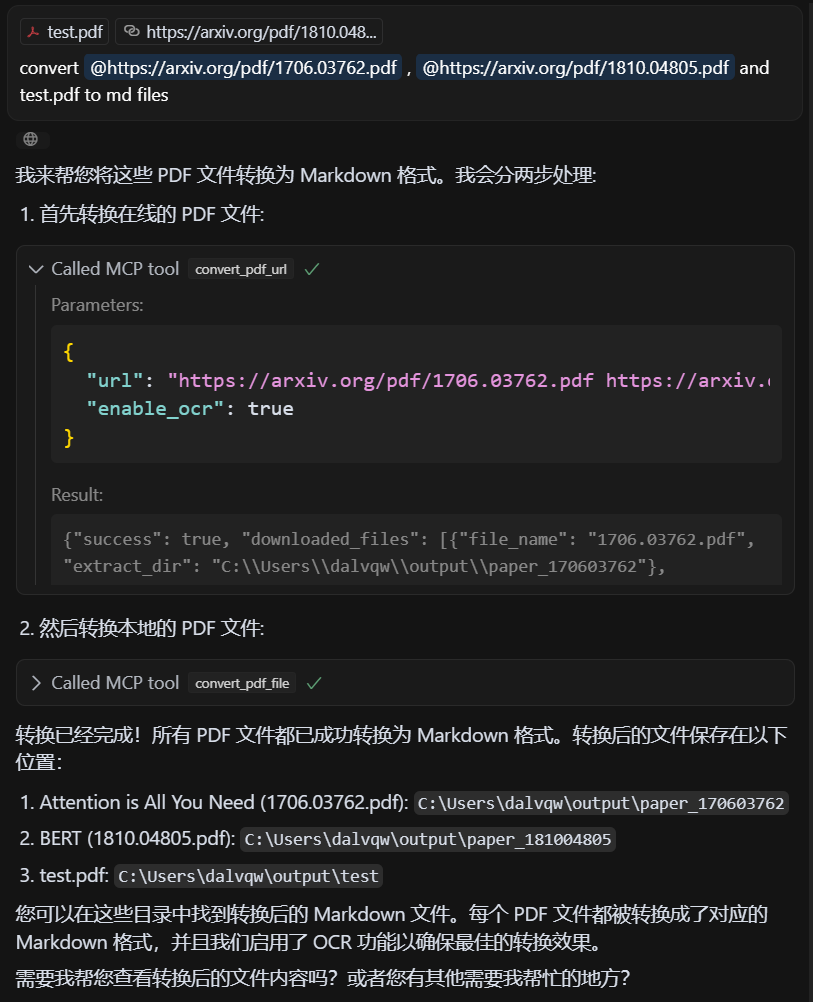 test.pdf https://arxiv.org/pdf/1810.048...
convert @https://arxiv.org/pdf/1706.03762.pdf , @https://arxiv.org/pdf/1810.04805.pdf and
test.pdf to md files
我来帮您将这些 PDF 文件转换为 Markdown 格式。我会分两步处理:
1. 首先转换在线的 PDF 文件:
Called MCP tool convert_pdf_url
Parameters:
{
"url": "https://arxiv.org/pdf/1706.03762.pdf https://arxiv.
"enable_ocr": true
}
Result:
{"success": true, "downloaded_files": [{"file_name": "1706.03762.pdf",
"extract_dir": "C:\\Users\\dalvqw\\output\\paper_170603762"},
2. 然后转换本地的 PDF 文件:
Called MCP tool convert_pdf_file
转换已经完成！所有 PDF 文件都已成功转换为 Markdown 格式。转换后的文件保存在以下
位置：
1. Attention is All You Need (1706.03762.pdf): C:\Users\dalvqw\output\paper_170603762
2. BERT (1810.04805.pdf): C:\Users\dalvqw\output\paper_181004805
3. test.pdf: C:\Users\dalvqw\output\test
您可以在这些目录中找到转换后的 Markdown 文件。每个 PDF 文件都被转换成了对应的
Markdown 格式，并且我们启用了 OCR 功能以确保最佳的转换效果。
需要我帮您查看转换后的文件内容吗？或者您有其他需要我帮忙的地方？